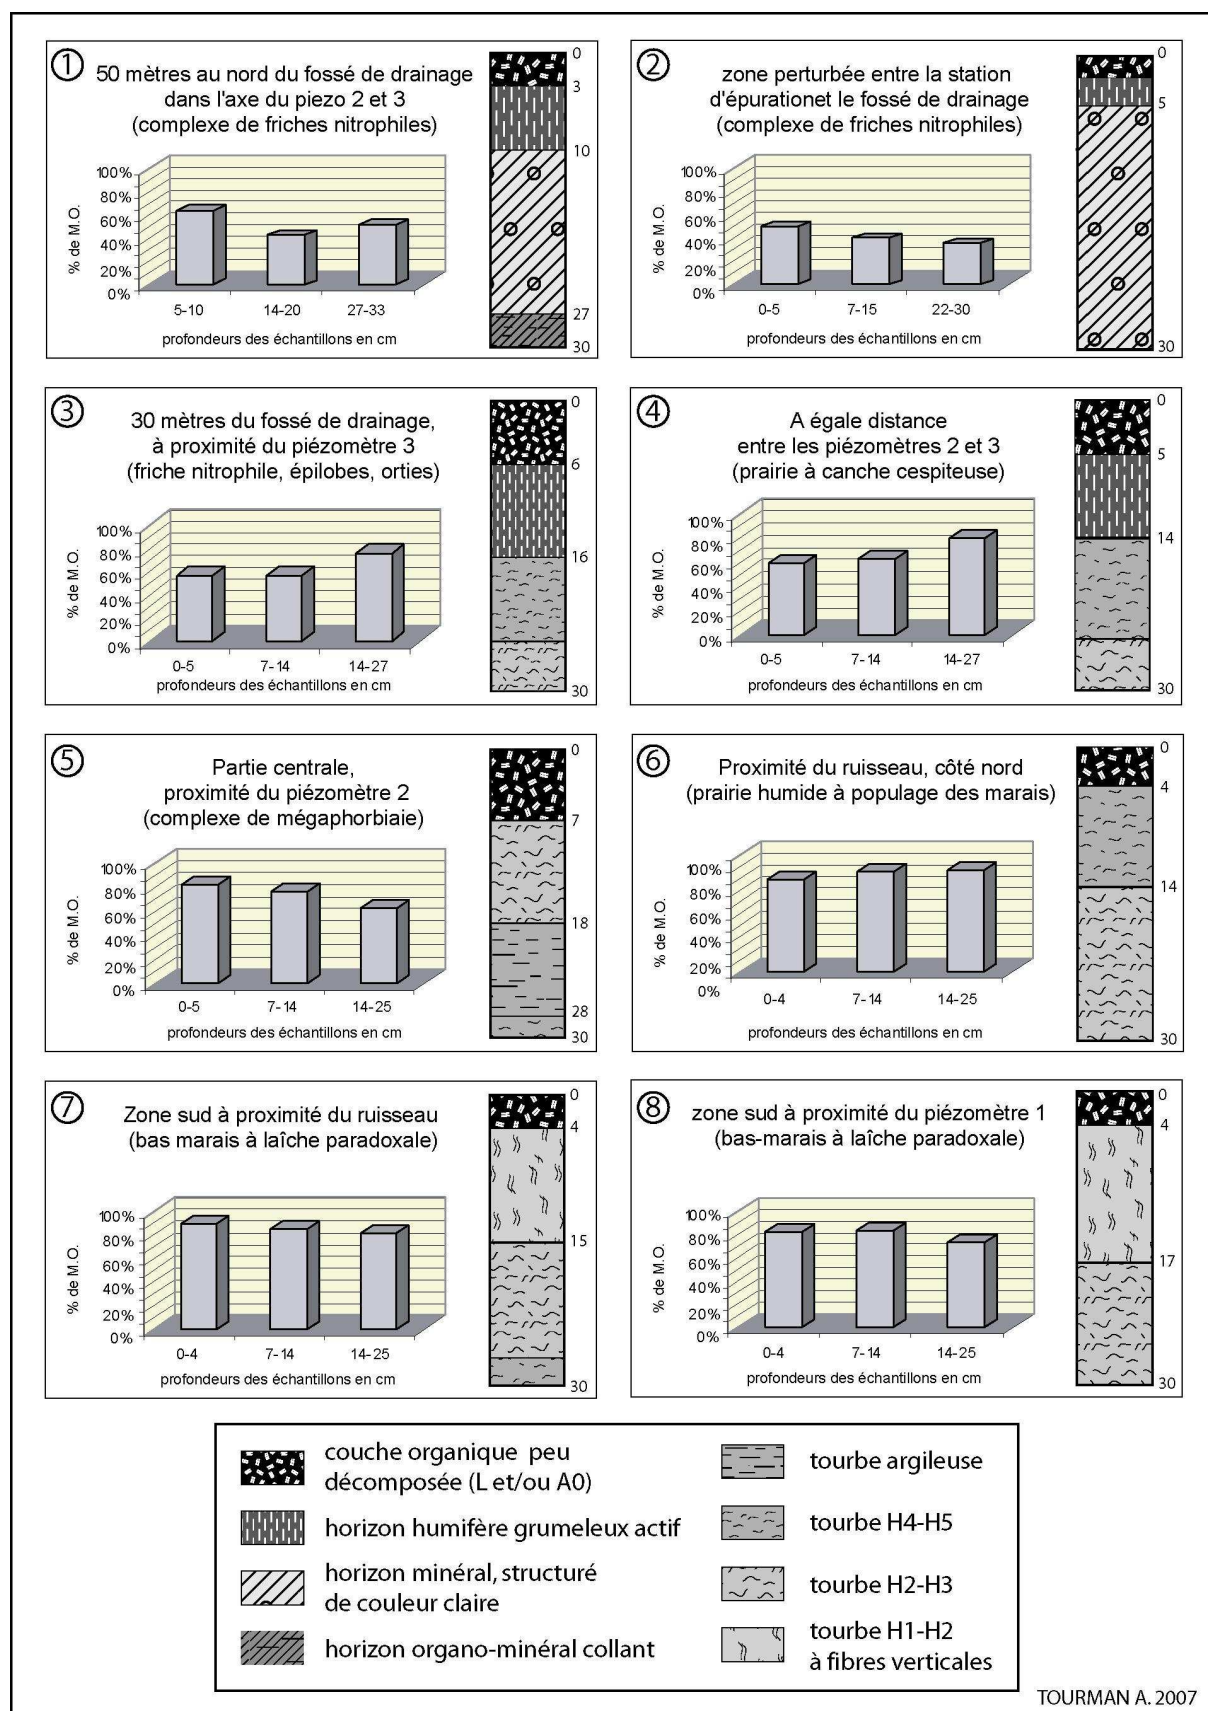 1
50 mètres au nord du fossé de drainage
dans l'axe du piezo 2 et 3
(complexe de friches nitrophiles)
% de M.O.
100%
80%
60%
40%
20%
0%
5-10 14-20 27-33
profondeurs des échantillons en cm
0
3
10
27
30
2
zone perturbée entre la station
d'épurationet le fossé de drainage
(complexe de friches nitrophiles)
% de M.O.
100%
80%
60%
40%
20%
0%
0-5 7-15 22-30
profondeurs des échantillons en cm
0
5
30
3
30 mètres du fossé de drainage,
à proximité du piézomètre 3
(friche nitrophile, épilobes, orties)
% de M.O.
100%
80%
60%
40%
20%
0%
0-5 7-14 14-27
profondeurs des échantillons en cm
0
6
16
30
4
A égale distance
entre les piézomètres 2 et 3
(prairie à canche cespiteuse)
% de M.O.
100%
80%
60%
40%
20%
0%
0-5 7-14 14-27
profondeurs des échantillons en cm
0
5
14
30
5
Partie centrale,
proximité du piézomètre 2
(complexe de mégaphorbiaie)
% de M.O.
100%
80%
60%
40%
20%
0%
0-5 7-14 14-25
profondeurs des échantillons en cm
0
7
18
28
30
6
Proximité du ruisseau, côté nord
(prairie humide à populage des marais)
% de M.O.
100%
80%
60%
40%
20%
0%
0-4 7-14 14-25
profondeurs des échantillons en cm
0
4
14
30
7
Zone sud à proximité du ruisseau
(bas marais à laîche paradoxale)
% de M.O.
100%
80%
60%
40%
20%
0%
0-4 7-14 14-25
profondeurs des échantillons en cm
0
4
15
30
8
zone sud à proximité du piézomètre 1
(bas-marais à laîche paradoxale)
% de M.O.
100%
80%
60%
40%
20%
0%
0-4 7-14 14-25
profondeurs des échantillons en cm
0
4
17
30
couche organique peu
décomposée (L et/ou A0)
horizon humifère grumeleux actif
horizon minéral, structuré
de couleur claire
horizon organo-minéral collant
tourbe argileuse
tourbe H4-H5
tourbe H2-H3
tourbe H1-H2
à fibres verticales
TOURMAN A. 2007